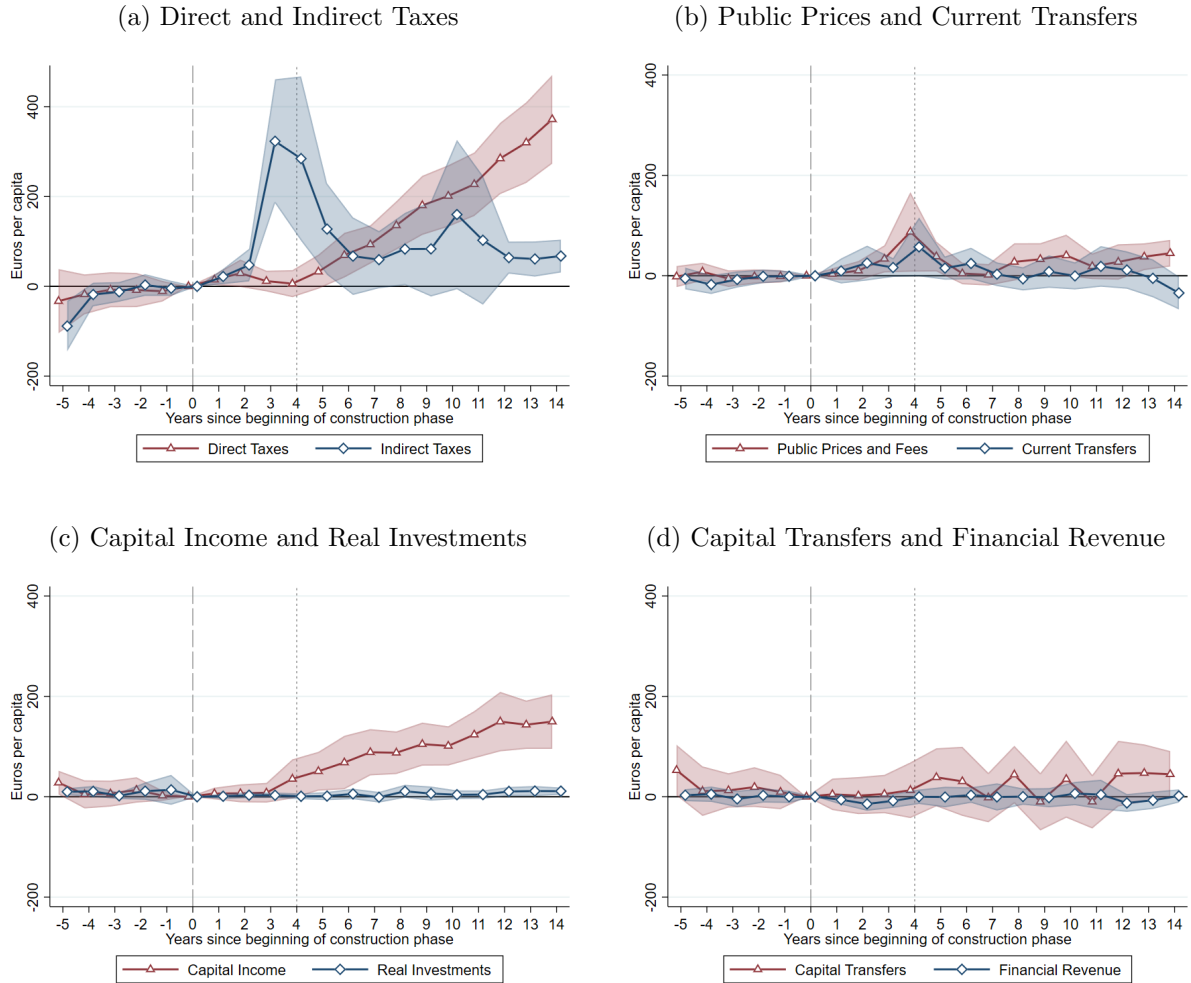 (a) Direct and Indirect Taxes
Euros per capita
-200 0 200 400
-5 -4 -3 -2 -1 0 1 2 3 4 5 6 7 8 9 10 11 12 13 14
Years since beginning of construction phase
Direct Taxes Indirect Taxes
(b) Public Prices and Current Transfers
Euros per capita
-200 0 200 400
-5 -4 -3 -2 -1 0 1 2 3 4 5 6 7 8 9 10 11 12 13 14
Years since beginning of construction phase
Public Prices and Fees Current Transfers
(c) Capital Income and Real Investments
Euros per capita
-200 0 200 400
-5 -4 -3 -2 -1 0 1 2 3 4 5 6 7 8 9 10 11 12 13 14
Years since beginning of construction phase
Capital Income Real Investments
(d) Capital Transfers and Financial Revenue
Euros per capita
-200 0 200 400
-5 -4 -3 -2 -1 0 1 2 3 4 5 6 7 8 9 10 11 12 13 14
Years since beginning of construction phase
Capital Transfers Financial Revenue